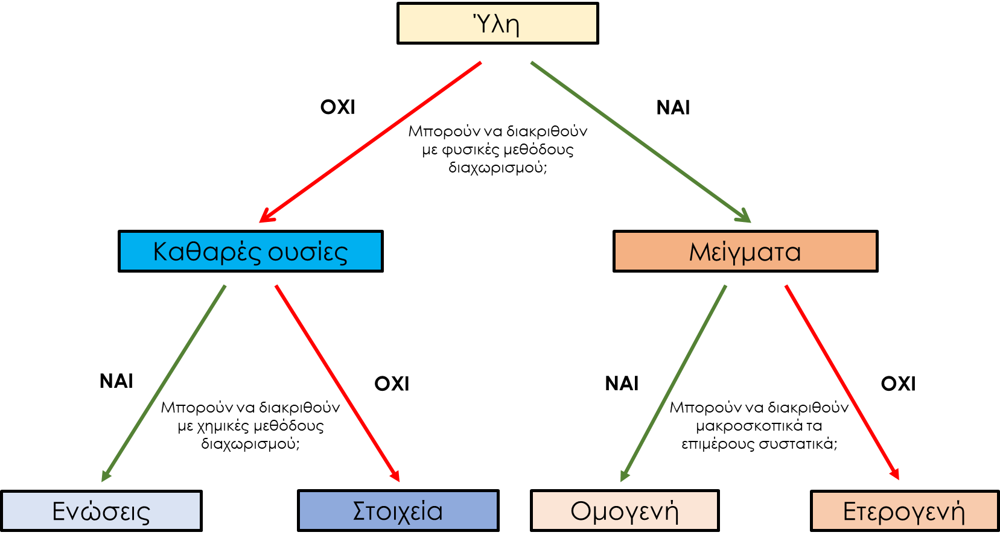 Ύλη
ΟΧΙ
ΝΑΙ
Μπορούν να διακριθούν
με φυσικές μεθόδους
διαχωρισμού;
Καθαρές ουσίες
Μείγματα
ΝΑΙ
ΟΧΙ
Μπορούν να διακριθούν
με χημικές μεθόδους
διαχωρισμού;
ΝΑΙ
ΟΧΙ
Μπορούν να διακριθούν
μακροσκοπικά τα
επιμέρους συστατικά;
Ενώσεις
Στοιχεία
Ομογενή
Ετερογενή